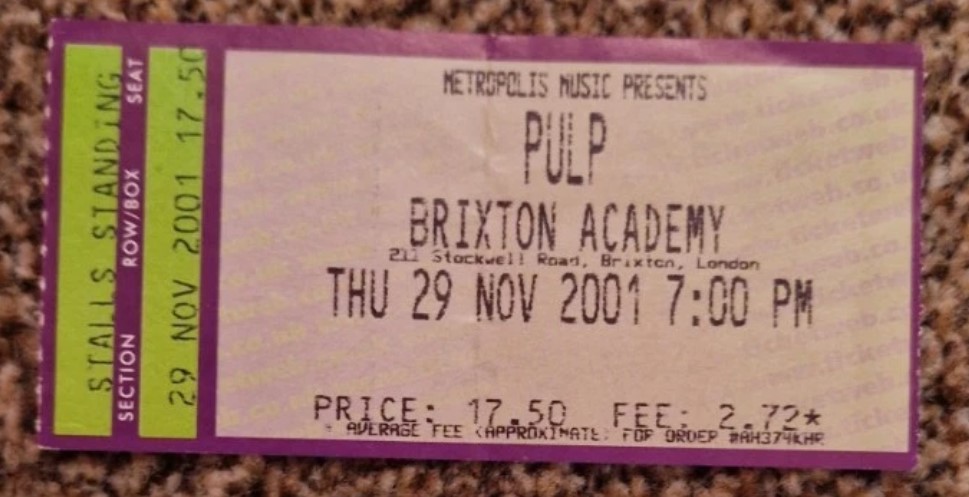 STALLS STANDING
SECTION ROW/BOX SEAT
29 NOV 2001 17.50
METROPOLIS MUSIC PRESENTS
PULP
BRIXTON ACADEMY
211 Stockwell Road, Brixton, London
THU 29 NOV 2001 7:00 PM
PRICE: 17.50 FEE: 2.72*
* AVERAGE FEE (APPROXIMATE) FOR ORDER #AH374KHR